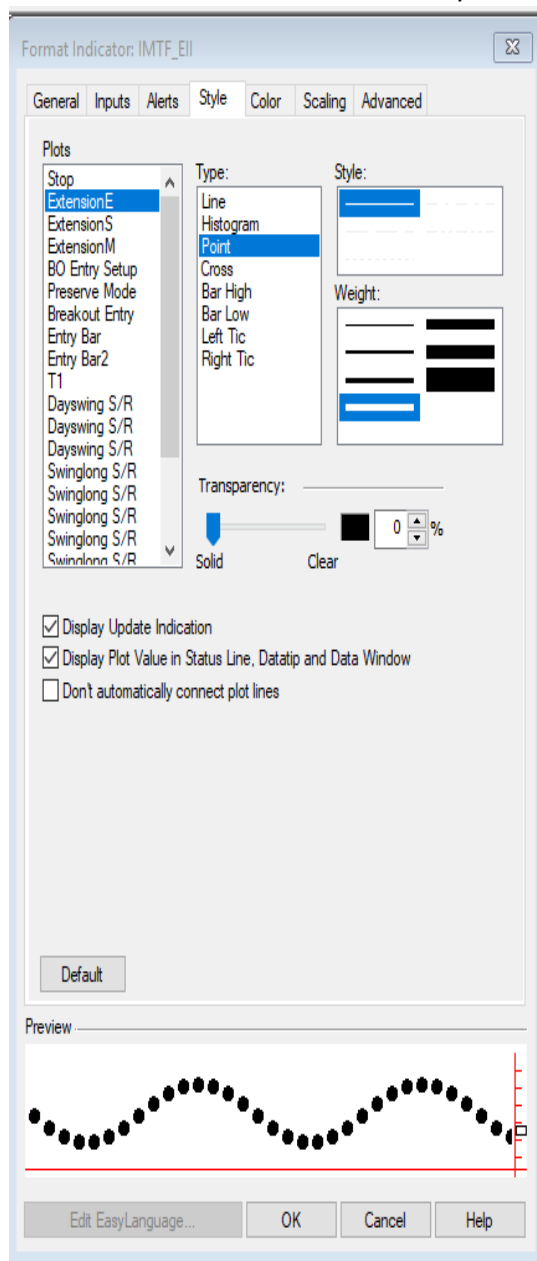 Format Indicator: IMTF_EII
General Inputs Alerts Style Color Scaling Advanced
Plots
Stop
ExtensionE
ExtensionS
ExtensionM
BO Entry Setup
Preserve Mode
Breakout Entry
Entry Bar
Entry Bar2
T1
Dayswing S/R
Dayswing S/R
Dayswing S/R
Swinglong S/R
Swinglong S/R
Swinglong S/R
Swinglong S/R
Swinglong S/R
Type:
Line
Histogram
Point
Cross
Bar High
Bar Low
Left Tic
Right Tic
Style:
Weight:
Transparency:
Solid Clear
0 %
Display Update Indication
Display Plot Value in Status Line, Datatip and Data Window
Don't automatically connect plot lines
Default
Preview
Edit EasyLanguage... OK Cancel Help